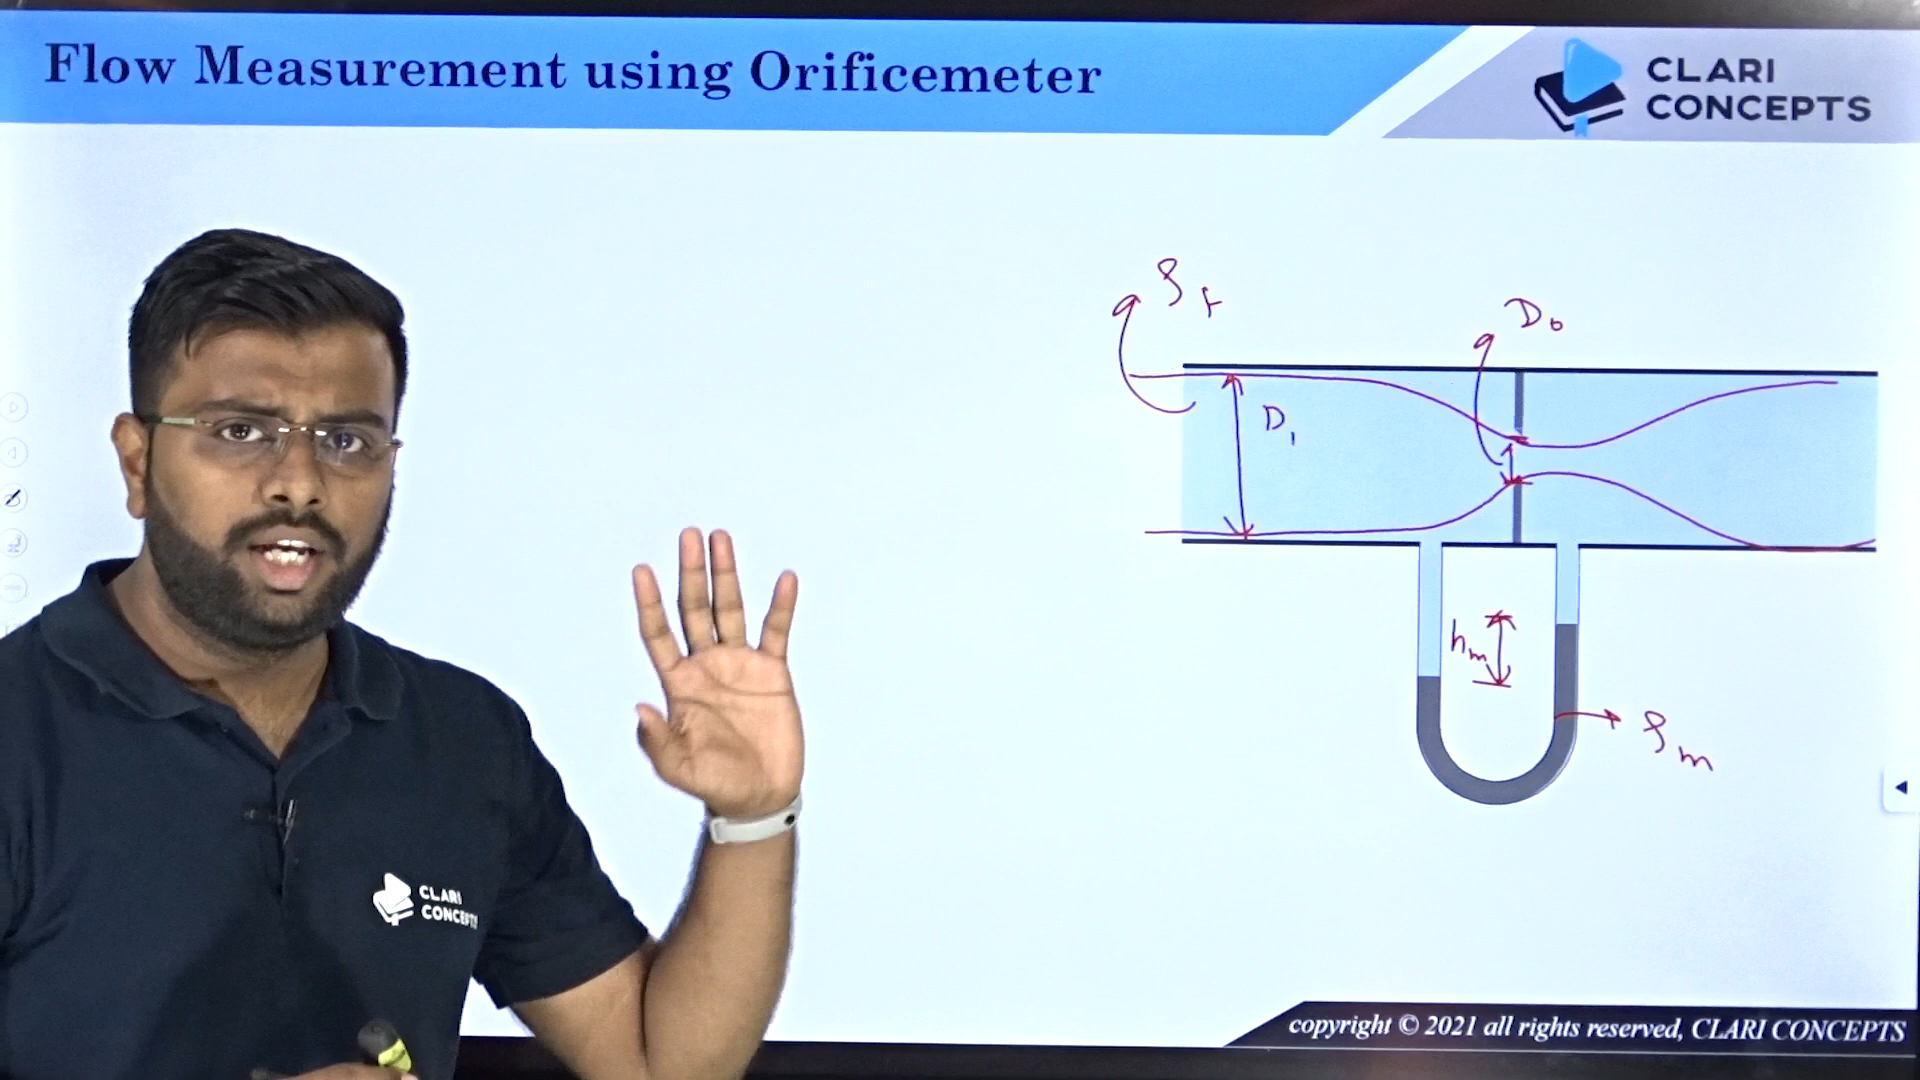 Flow Measurement using Orificemeter
CLARI
CONCEPTS
ρf
D₀
D₁
hm
ρm
CLARI
CONCEPTS
copyright © 2021 all rights reserved, CLARI CONCEPTS